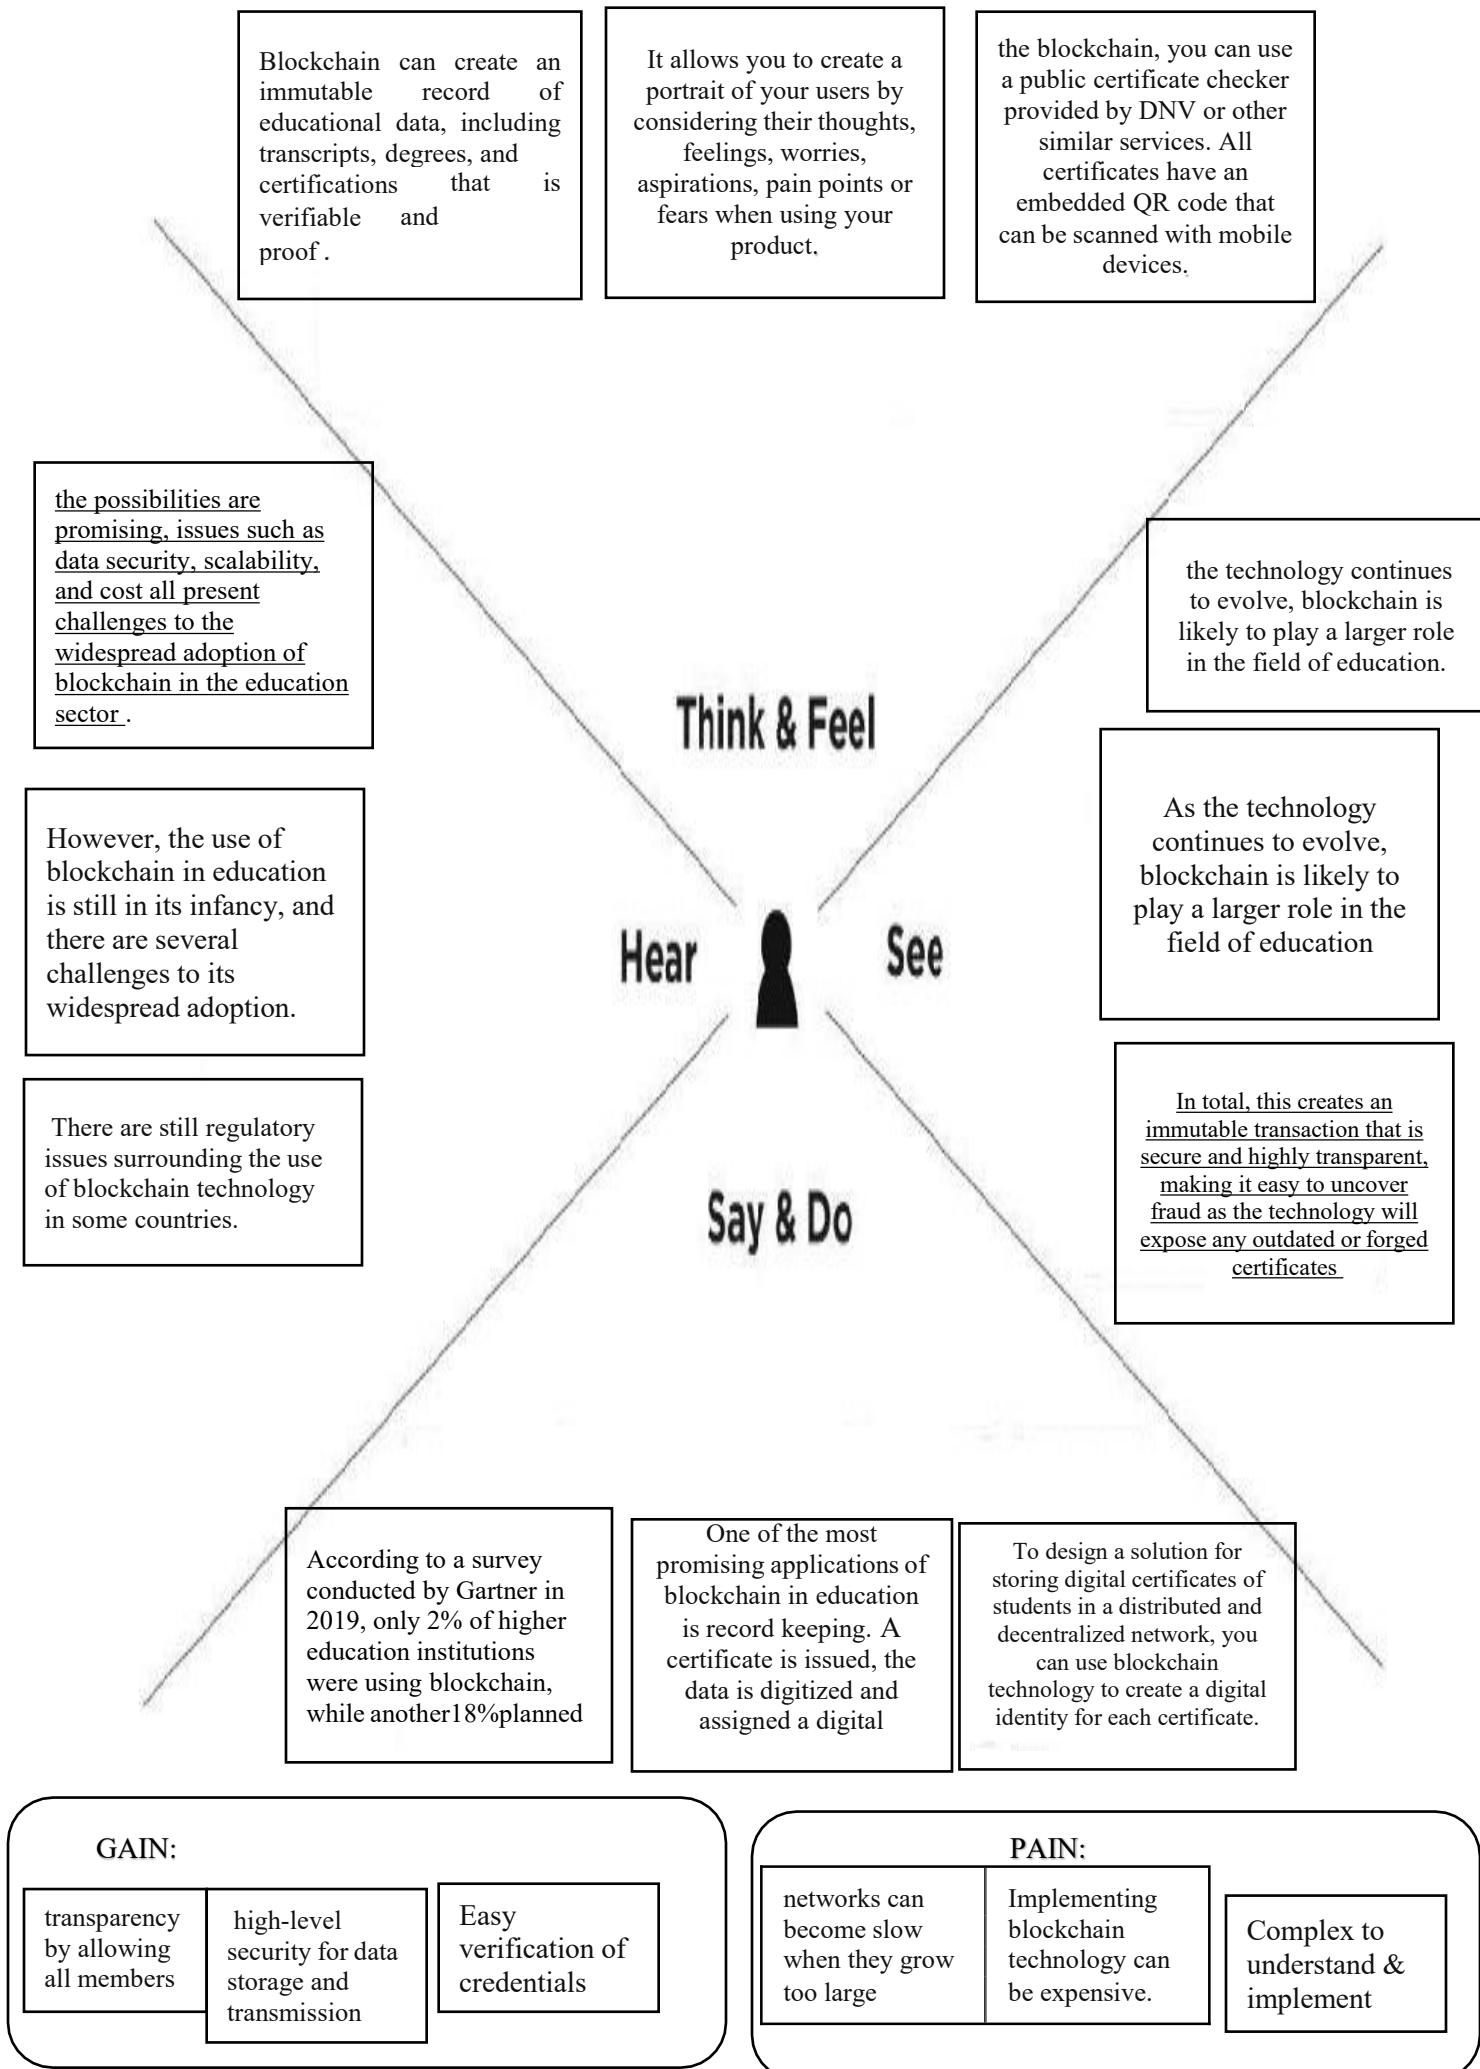 Blockchain can create an
immutable record of
educational data, including
transcripts, degrees, and
certifications that is
verifiable and
proof .
It allows you to create a
portrait of your users by
considering their thoughts,
feelings, worries,
aspirations, pain points or
fears when using your
product.
the blockchain, you can use
a public certificate checker
provided by DNV or other
similar services. All
certificates have an
embedded QR code that
can be scanned with mobile
devices.
the possibilities are
promising, issues such as
data security, scalability,
and cost all present
challenges to the
widespread adoption of
blockchain in the education
sector .
the technology continues
to evolve, blockchain is
likely to play a larger role
in the field of education.
Think & Feel
However, the use of
blockchain in education
is still in its infancy, and
there are several
challenges to its
widespread adoption.
As the technology
continues to evolve,
blockchain is likely to
play a larger role in the
field of education
Hear
See
There are still regulatory
issues surrounding the use
of blockchain technology
in some countries.
In total, this creates an
immutable transaction that is
secure and highly transparent,
making it easy to uncover
fraud as the technology will
expose any outdated or forged
certificates
Say & Do
According to a survey
conducted by Gartner in
2019, only 2% of higher
education institutions
were using blockchain,
while another18%planned
One of the most
promising applications of
blockchain in education
is record keeping. A
certificate is issued, the
data is digitized and
assigned a digital
To design a solution for
storing digital certificates of
students in a distributed and
decentralized network, you
can use blockchain
technology to create a digital
identity for each certificate.
GAIN:
transparency
by allowing
all members
high-level
security for data
storage and
transmission
Easy
verification of
credentials
PAIN:
networks can
become slow
when they grow
too large
Implementing
blockchain
technology can
be expensive.
Complex to
understand &
implement